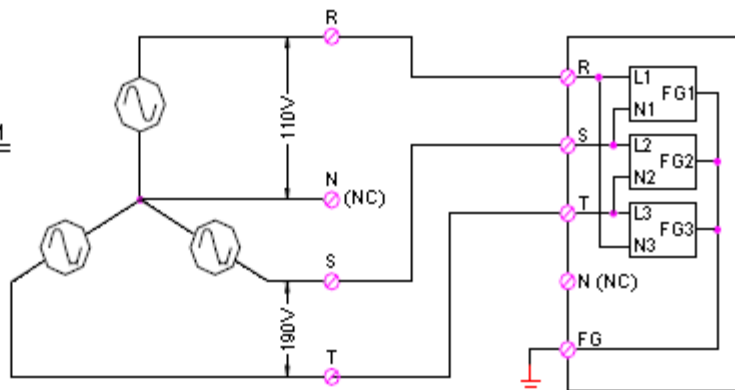 R
110V
N
(NC)
S
190V
T
R
S
T
N (NC)
FG
L1
FG1
N1
L2
FG2
N2
L3
FG3
N3